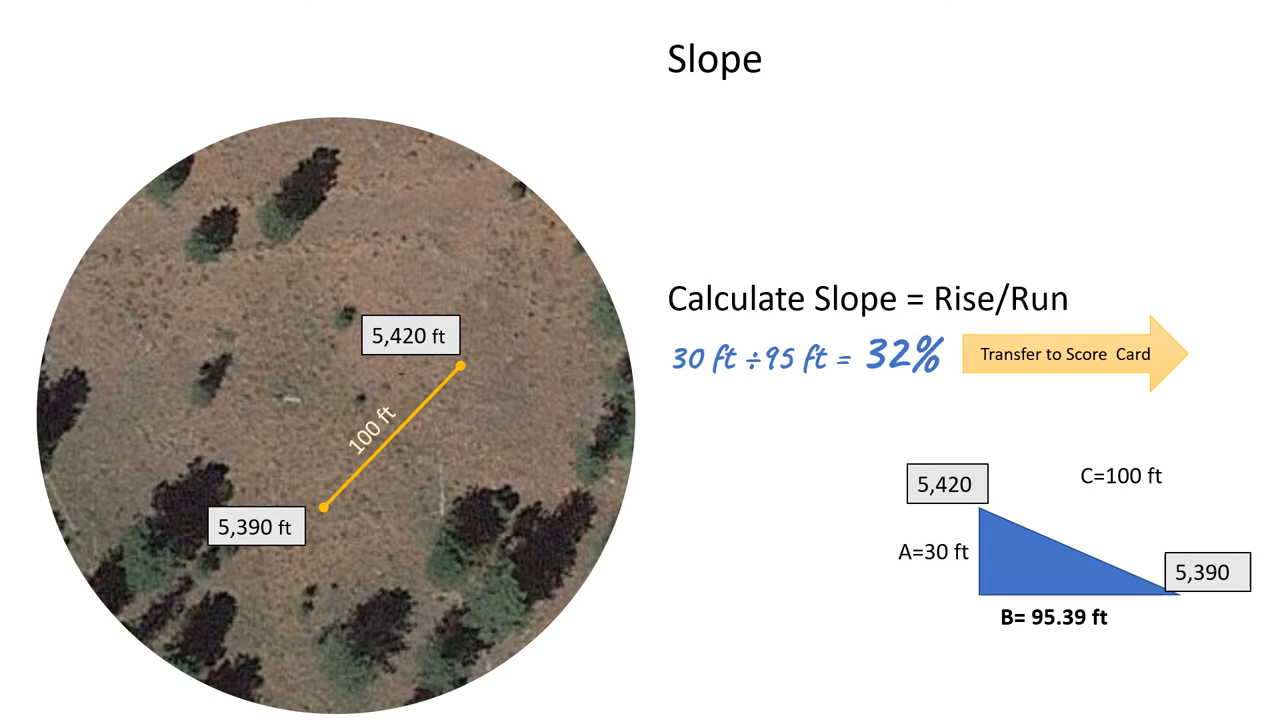 Slope
5,420 ft
100 ft
5,390 ft
Calculate Slope = Rise/Run
30 ft ÷95 ft = 32%
Transfer to Score Card
5,420
C=100 ft
A=30 ft
5,390
B= 95.39 ft